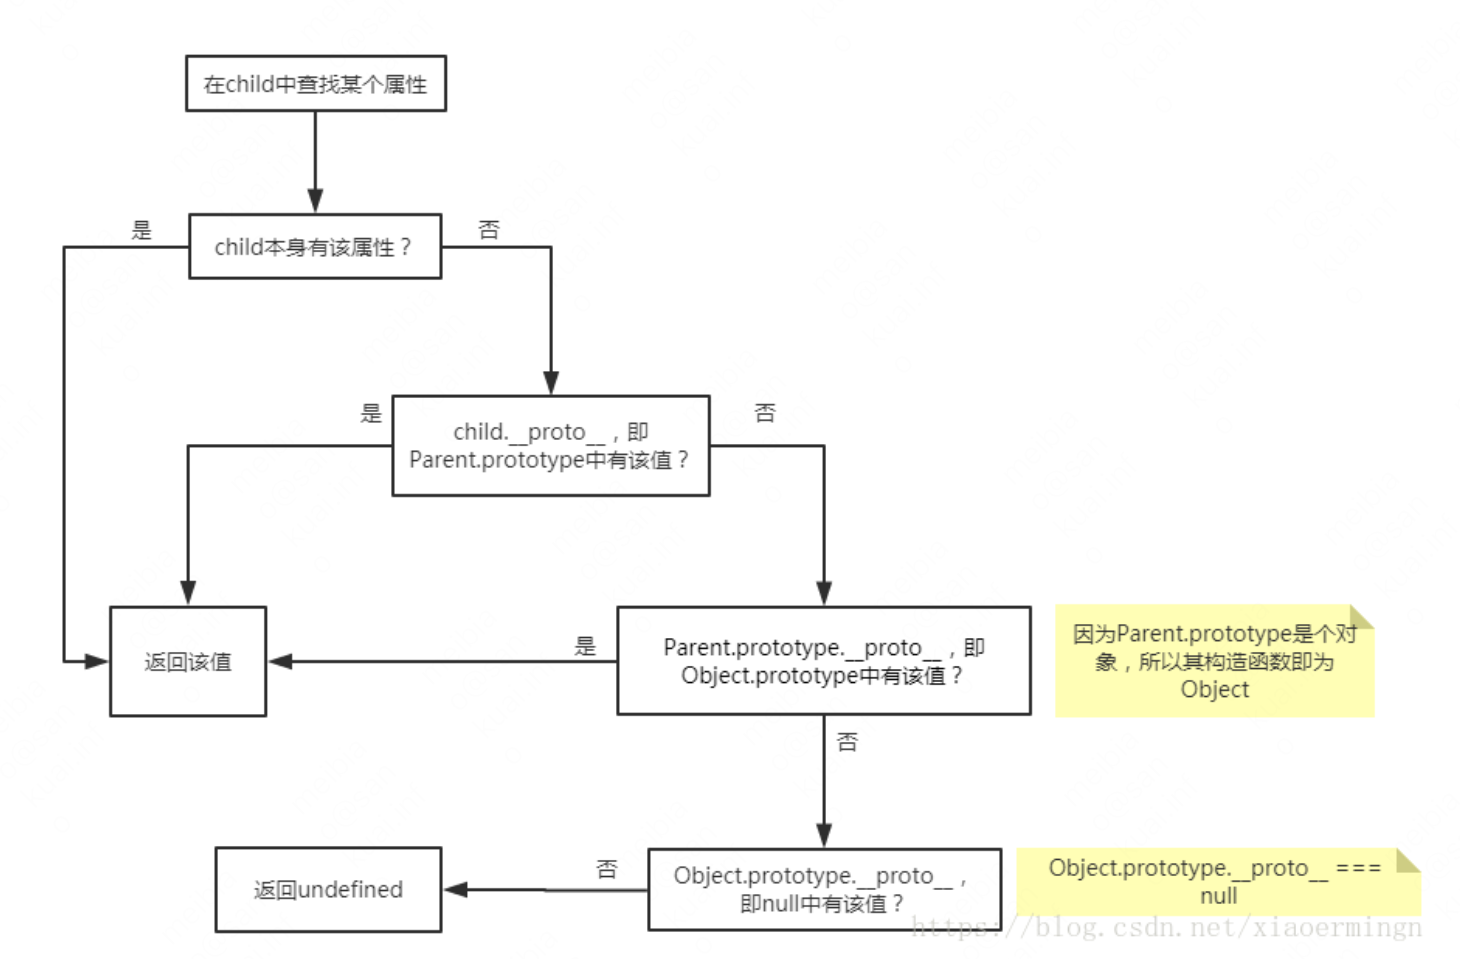 在child中查找某个属性
是
child本身有该属性？
否
是
child.__proto__，即
Parent.prototype中有该值？
否
返回该值
是
Parent.prototype.__proto__，即
Object.prototype中有该值？
因为Parent.prototype是个对
象，所以其构造函数即为
Object
否
返回undefined
否
Object.prototype.__proto__，
即null中有该值？
Object.prototype.__proto__ ===
null
https://blog.csdn.net/xiaoermingn